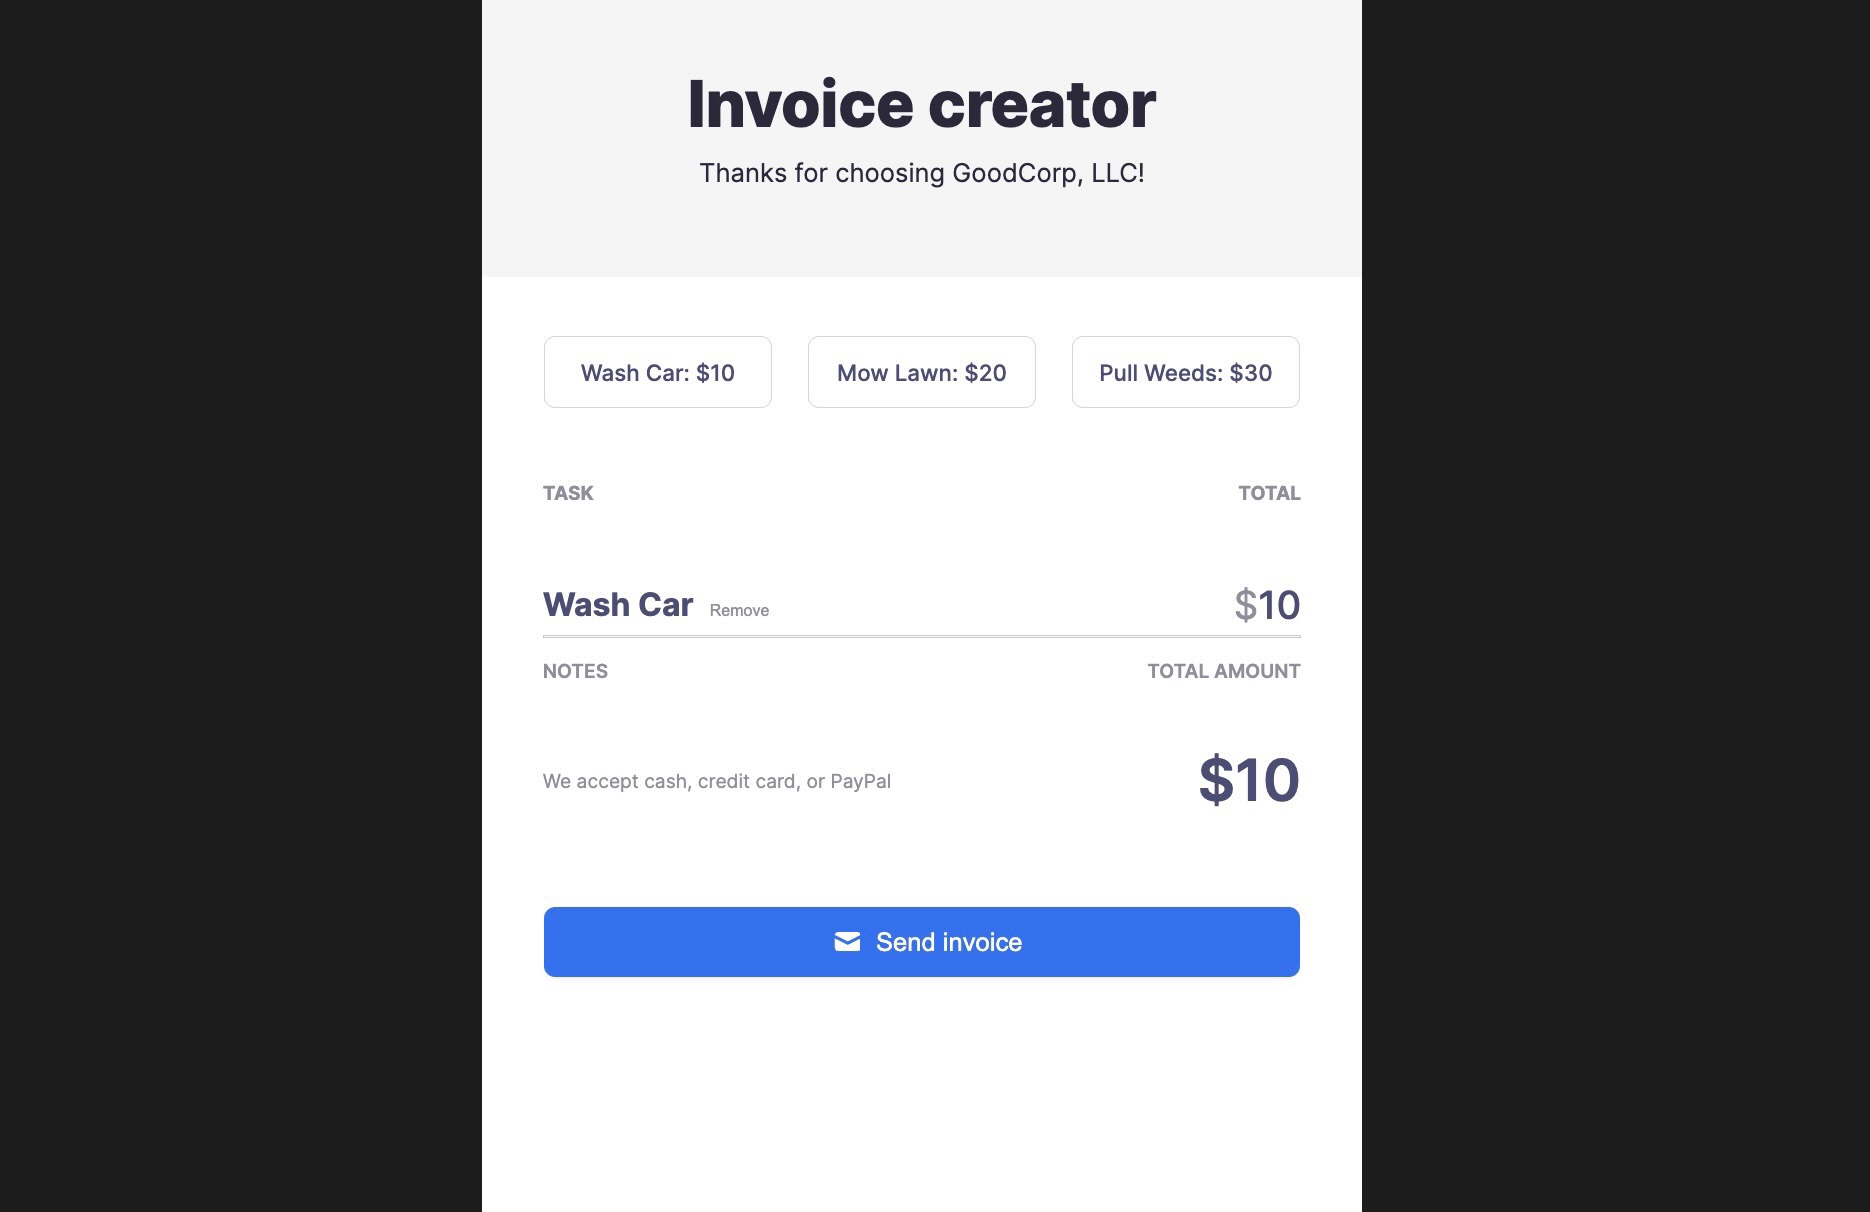 Invoice creator
Thanks for choosing GoodCorp, LLC!
Wash Car: $10 Mow Lawn: $20 Pull Weeds: $30
TASK TOTAL
Wash Car Remove $10
NOTES TOTAL AMOUNT
We accept cash, credit card, or PayPal $10
Send invoice